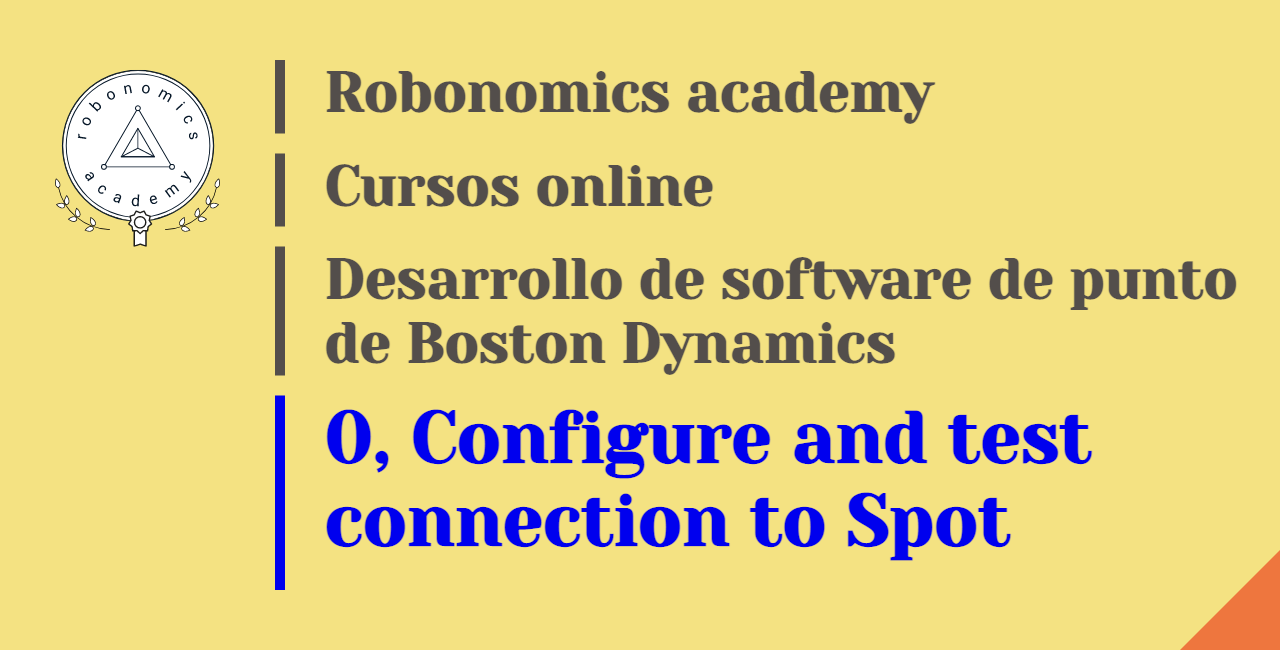 robonomics
academy
Robonomics academy
Cursos online
Desarrollo de software de punto
de Boston Dynamics
0, Configure and test
connection to Spot